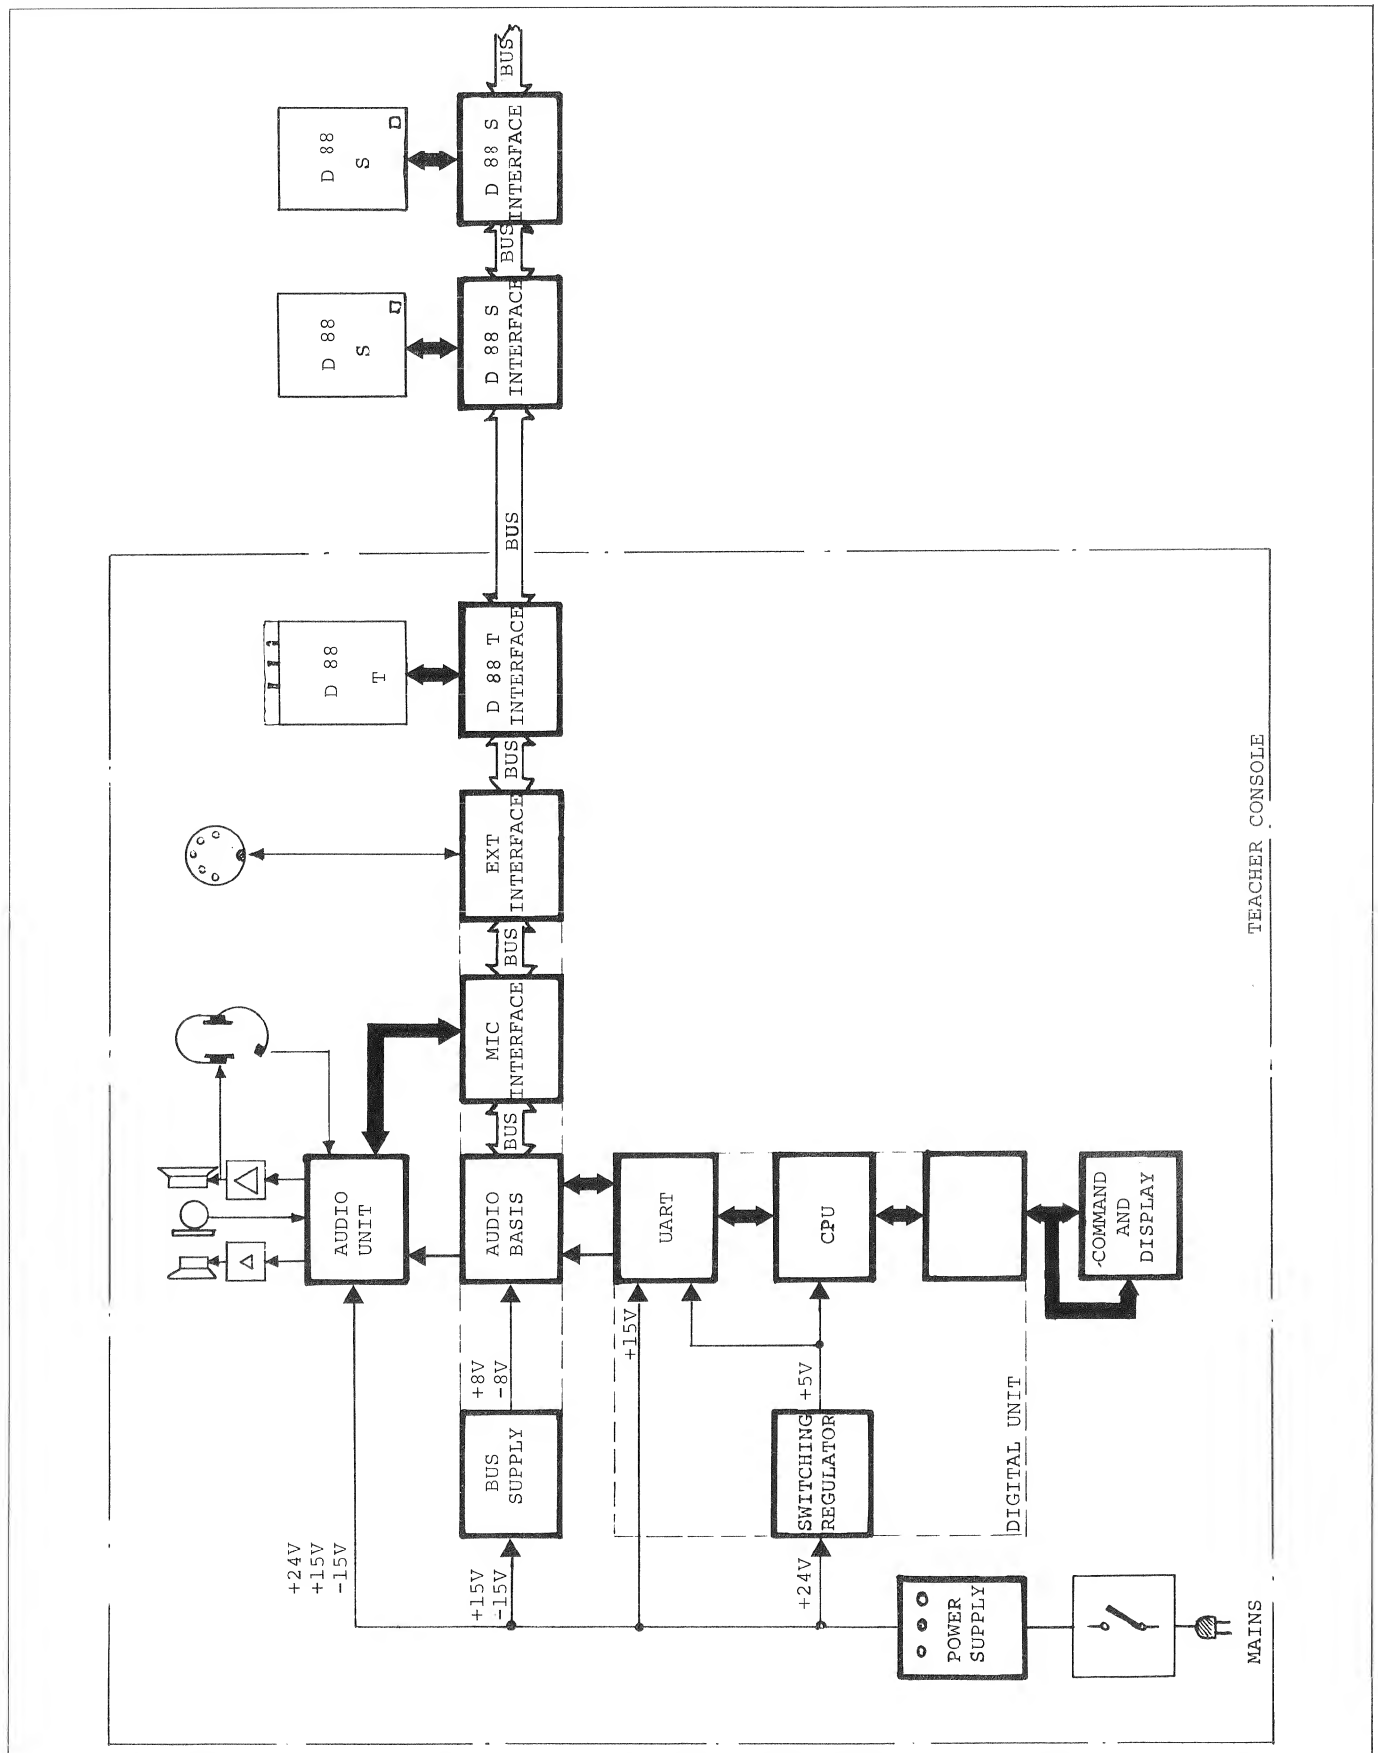 BUS
D 88 S
INTERFACE
D 88
S
BUS
D 88 S
INTERFACE
D 88
S
BUS
D 88 T
INTERFACE
D 88
T
BUS
EXT
INTERFACE
BUS
MIC
INTERFACE
BUS
AUDIO
UNIT
AUDIO
BASIS
UART
CPU
COMMAND
AND
DISPLAY
+15V
+8V
-8V
+5V
BUS
SUPPLY
SWITCHING
REGULATOR
DIGITAL UNIT
+24V
+15V
-15V
+15V
-15V
+24V
POWER
SUPPLY
MAINS
TEACHER CONSOLE